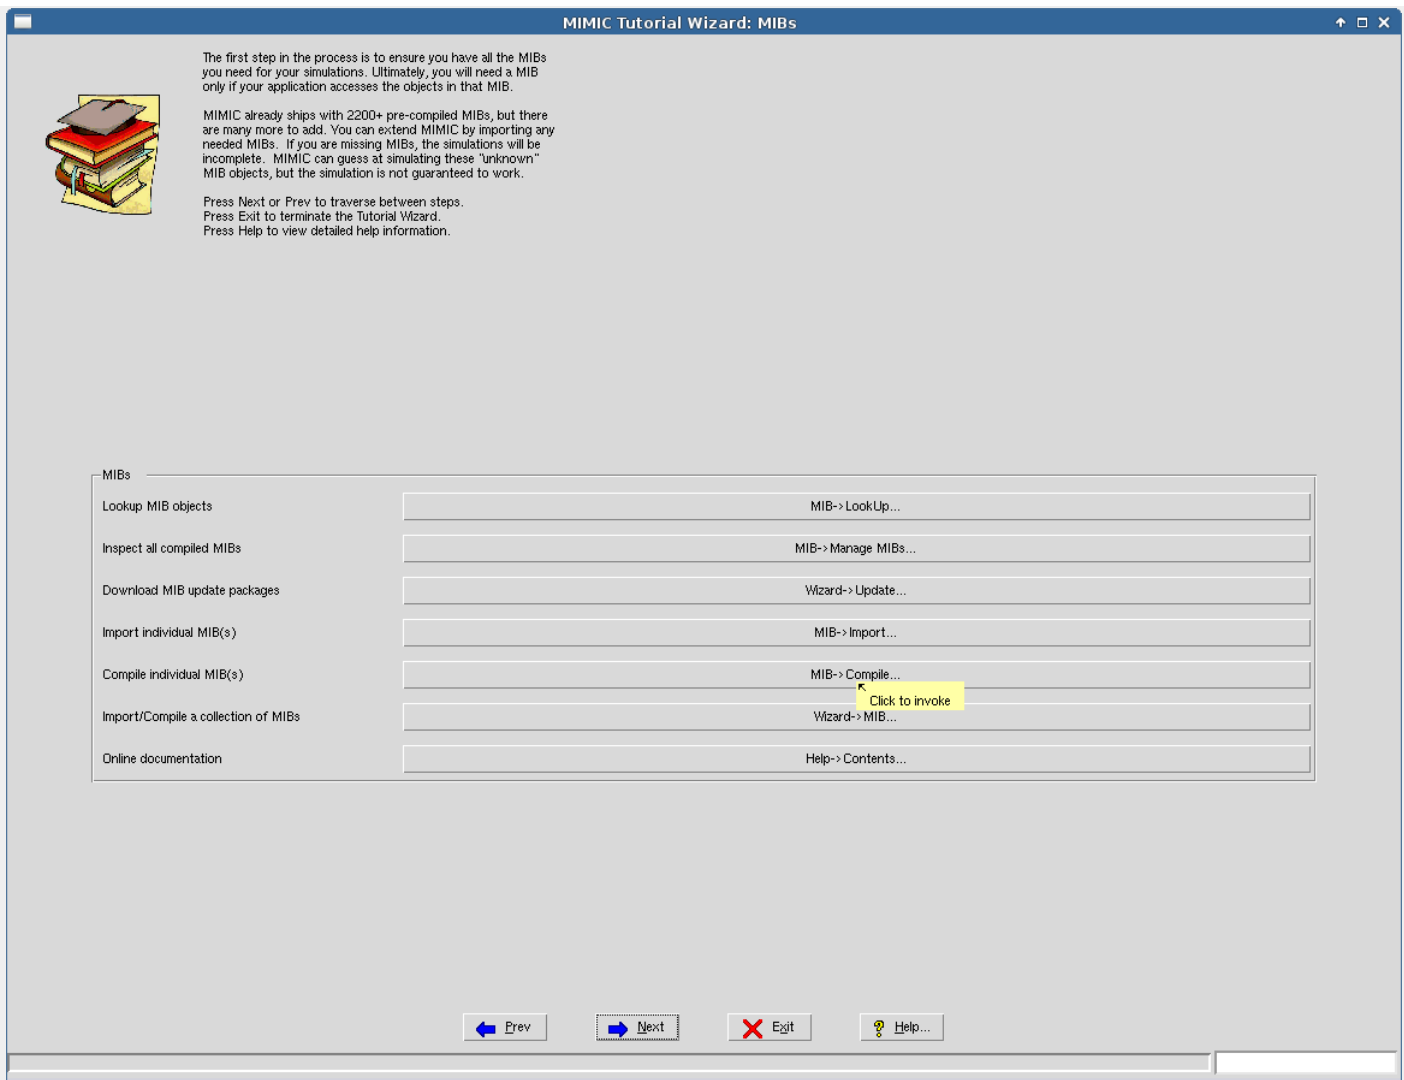 MIMIC Tutorial Wizard: MIBs
The first step in the process is to ensure you have all the MIBs
you need for your simulations. Ultimately, you will need a MIB
only if your application accesses the objects in that MIB.
MIMIC already ships with 2200+ pre-compiled MIBs, but there
are many more to add. You can extend MIMIC by importing any
needed MIBs.  If you are missing MIBs, the simulations will be
incomplete.  MIMIC can guess at simulating these "unknown"
MIB objects, but the simulation is not guaranteed to work.
Press Next or Prev to traverse between steps.
Press Exit to terminate the Tutorial Wizard.
Press Help to view detailed help information.
MIBs
Lookup MIB objects
MIB->LookUp...
Inspect all compiled MIBs
MIB->Manage MIBs...
Download MIB update packages
Wizard->Update...
Import individual MIB(s)
MIB->Import...
Compile individual MIB(s)
MIB->Compile...
Click to invoke
Import/Compile a collection of MIBs
Wizard->MIB...
Online documentation
Help->Contents...
Prev
Next
Exit
Help...